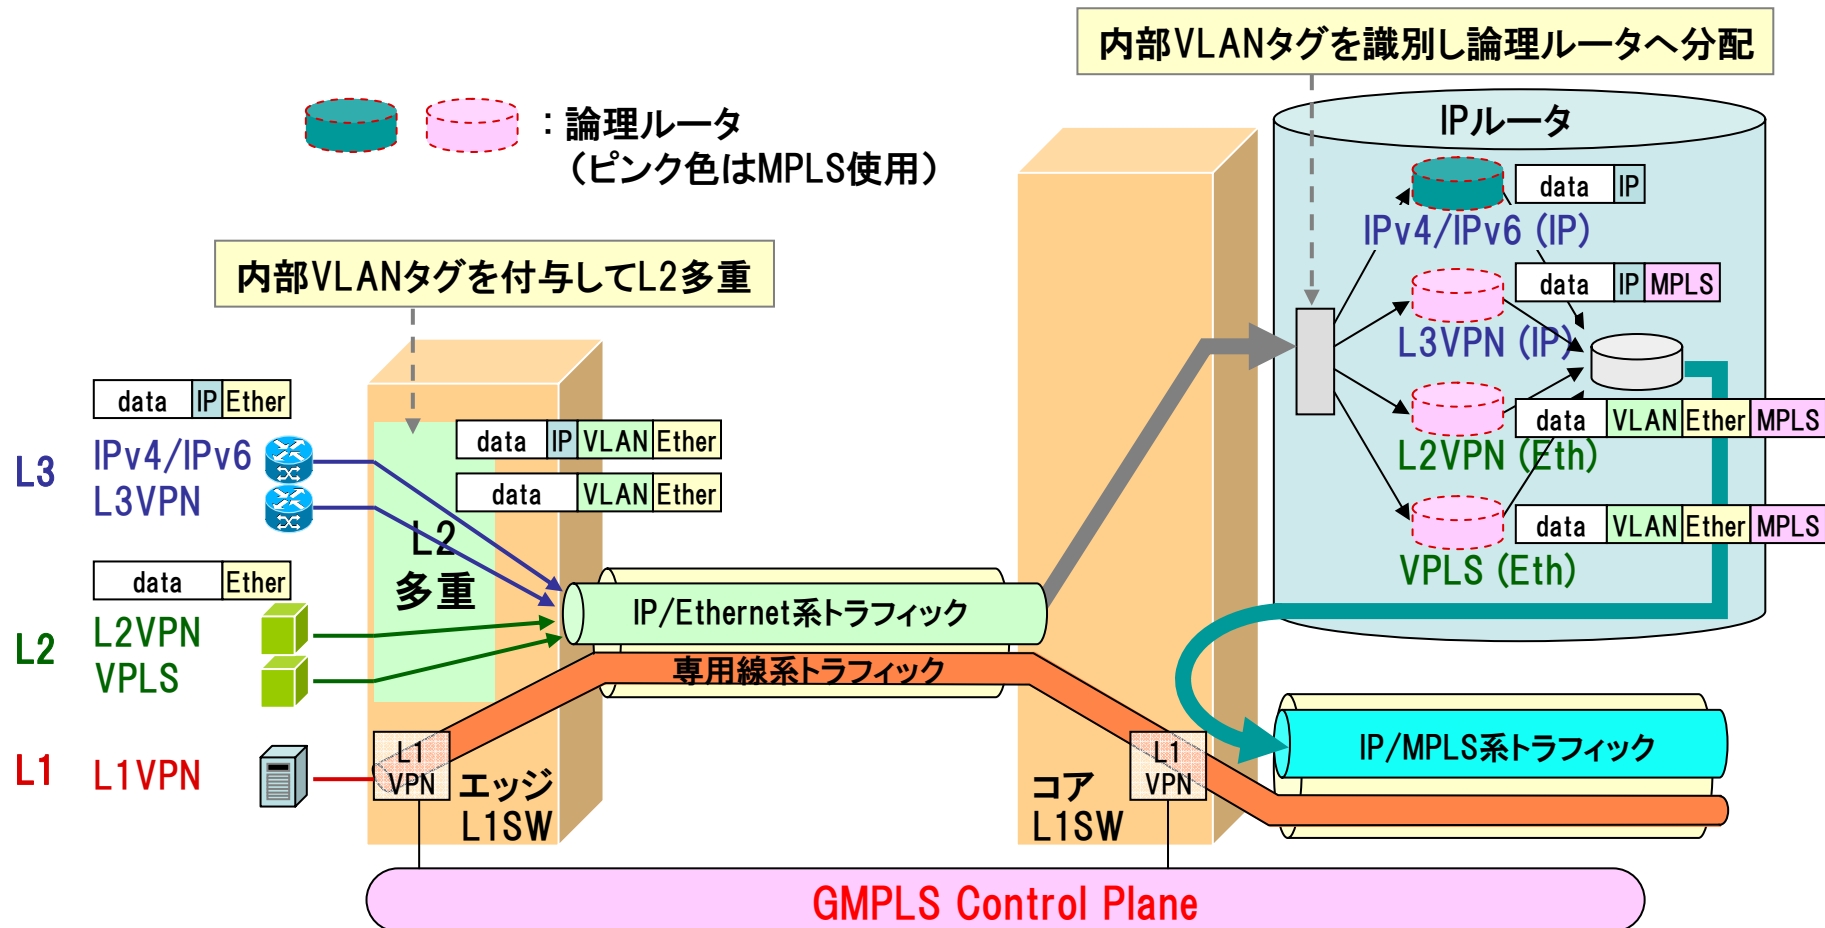 内部VLANタグを識別し論理ルータへ分配
：論理ルータ
（ピンク色はMPLS使用）
IPルータ
data IP
IPv4/IPv6 (IP)
data IP MPLS
L3VPN (IP)
data VLAN Ether MPLS
L2VPN (Eth)
data VLAN Ether MPLS
VPLS (Eth)
内部VLANタグを付与してL2多重
data IP Ether
L3
IPv4/IPv6
L3VPN
data IP VLAN Ether
data VLAN Ether
L2
多重
data Ether
L2
L2VPN
VPLS
IP/Ethernet系トラフィック
専用線系トラフィック
L1
L1VPN
L1
VPN
エッジ
L1SW
コア
L1SW
L1
VPN
IP/MPLS系トラフィック
GMPLS Control Plane